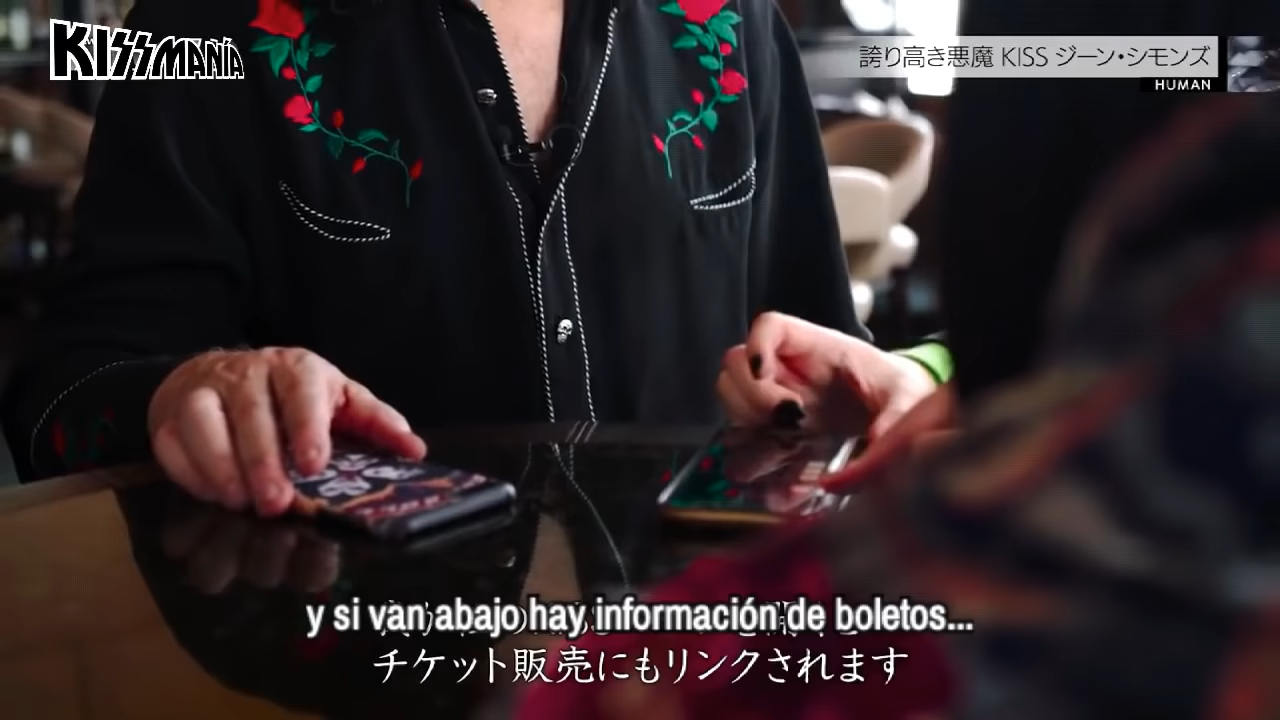 KISSMANÍA
誇り高き悪魔 KISS ジーン・シモンズ
HUMAN
y si van abajo hay información de boletos...
チケット販売にもリンクされます